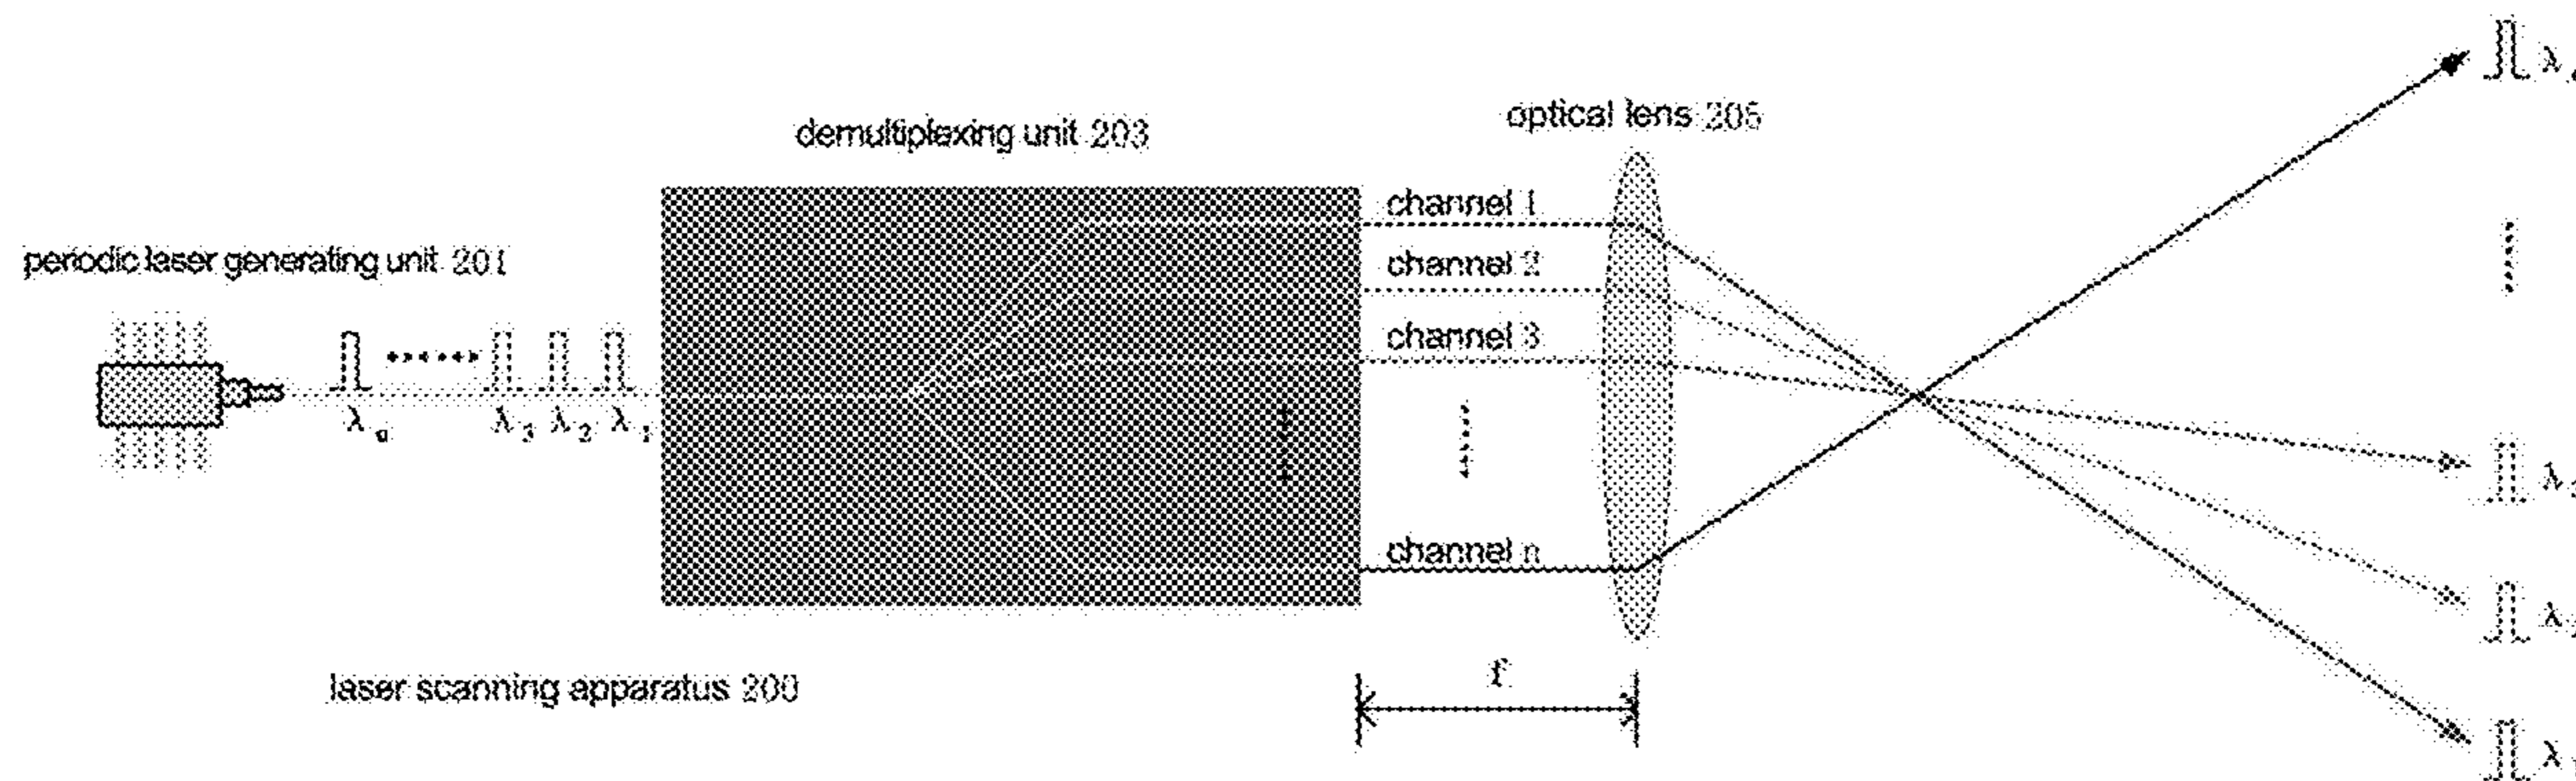 demultiplexing unit 203
optical lens 205
periodic laser generating unit 201
channel 1
channel 2
channel 3
channel n
λ₃ λ₂ λ₁
f
laser scanning apparatus 200
λ
λ
λ
λ